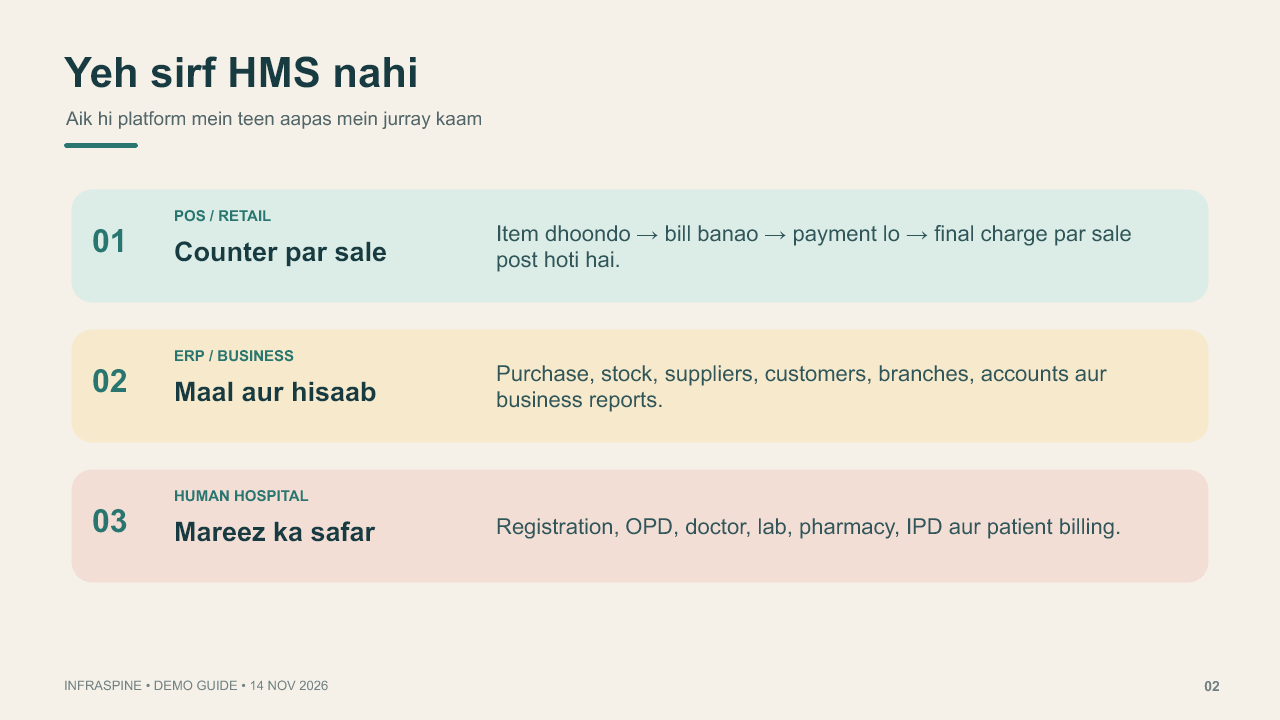 Yeh sirf HMS nahi
Aik hi platform mein teen aapas mein jurray kaam
01
POS / RETAIL
Counter par sale
Item dhoondo → bill banao → payment lo → final charge par sale
post hoti hai.
02
ERP / BUSINESS
Maal aur hisaab
Purchase, stock, suppliers, customers, branches, accounts aur
business reports.
03
HUMAN HOSPITAL
Mareez ka safar
Registration, OPD, doctor, lab, pharmacy, IPD aur patient billing.
INFRASPINE • DEMO GUIDE • 14 NOV 2026
02